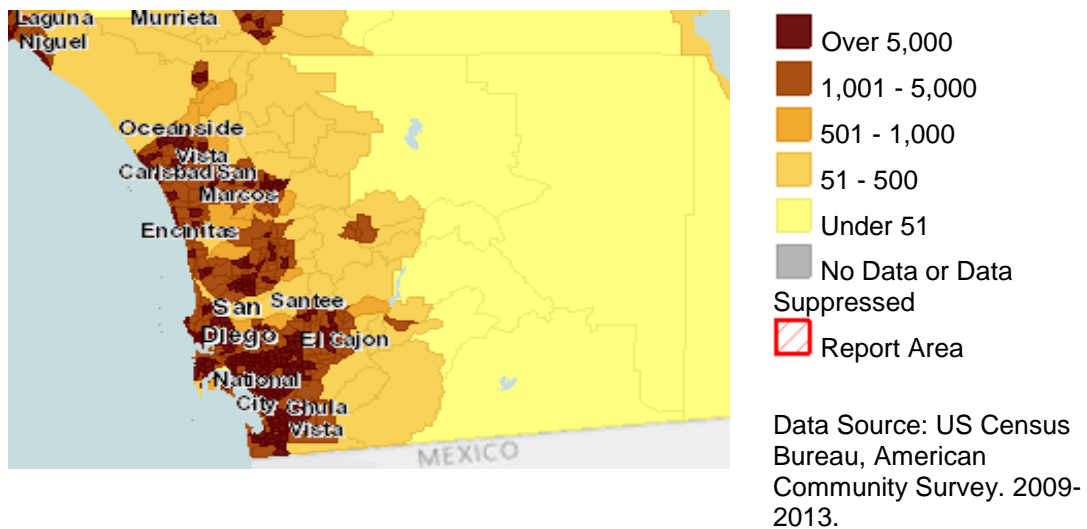 Laguna
Niguel
Murrieta
Oceanside
Vista
Carlsbad San
Marcos
Encinitas
San
Diego
Santee
El Cajon
National
City
Chula
Vista
MEXICO
Over 5,000
1,001 - 5,000
501 - 1,000
51 - 500
Under 51
No Data or Data
Suppressed
Report Area
Data Source: US Census
Bureau, American
Community Survey. 2009-
2013.